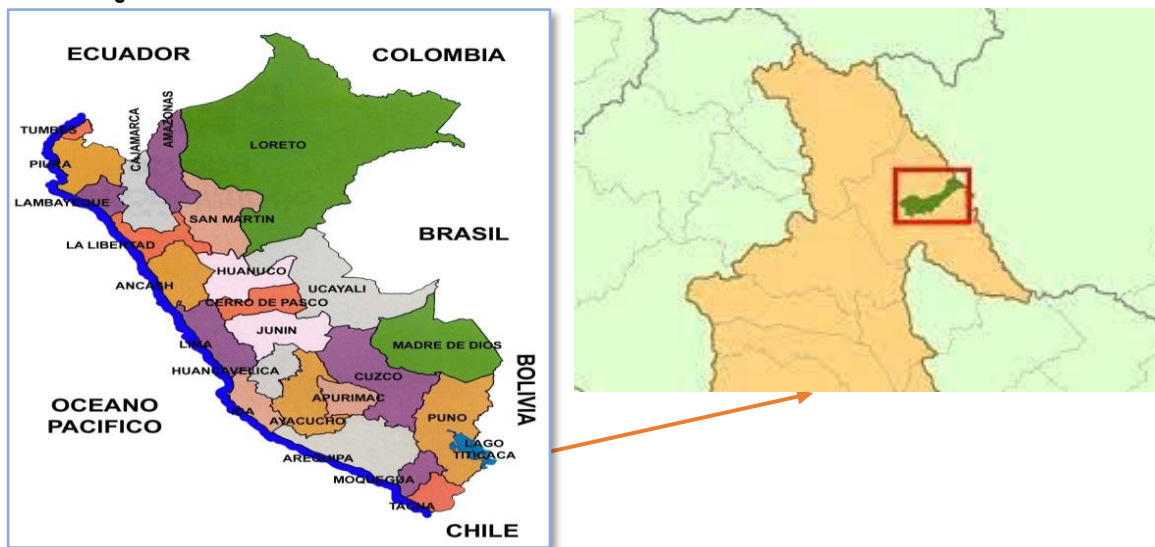 ECUADOR
COLOMBIA
TUMBES
CAJAMARCA
AMAZONAS
LORETO
PIURA
LAMBAYEQUE
SAN MARTIN
BRASIL
LA LIBERTAD
HUANUCO
UCAYALI
ANCASH
CERRO DE PASCO
JUNIN
LIMA
MADRE DE DIOS
HUANCAVELICA
CUZCO
BOLIVIA
OCEANO
PACIFICO
ICA
APURIMAC
AYACUCHO
PUNO
LAGO
TITICACA
AREQUIPA
MOQUEGUA
TACNA
CHILE